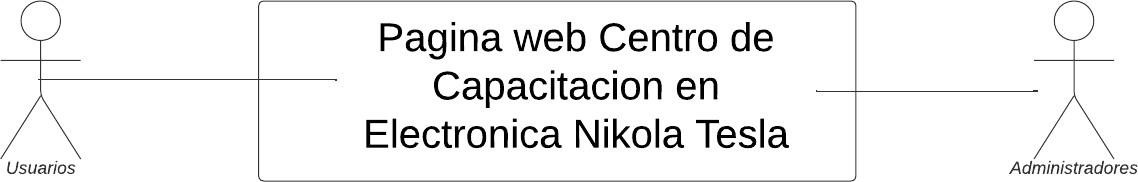 Pagina web Centro de
Capacitacion en
Electronica Nikola Tesla
Usuarios
Administradores